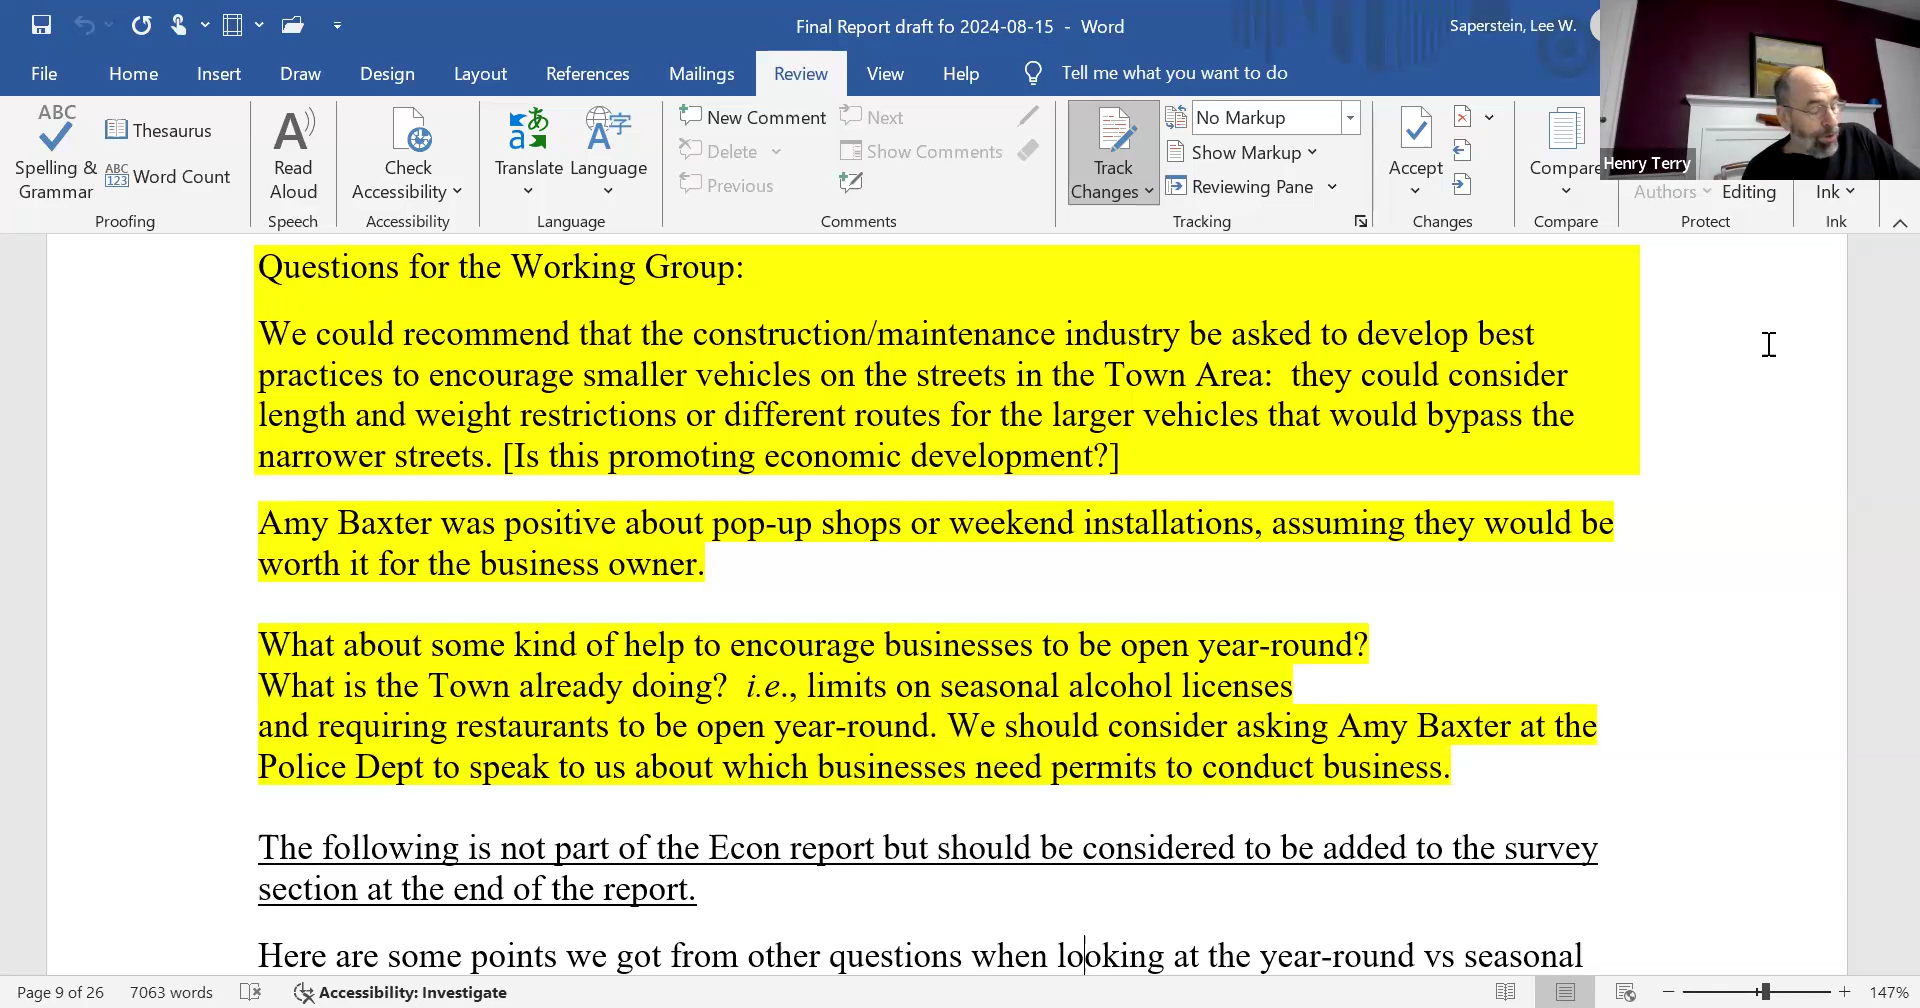 Final Report draft fo 2024-08-15 - Word
Saperstein, Lee W.
File Home Insert Draw Design Layout References Mailings Review View Help Tell me what you want to do
ABC
Spelling & Grammar
Thesaurus
ABC 123 Word Count
Proofing
A
Read Aloud
Speech
Check Accessibility
Accessibility
aあ
Translate
A字
Language
Language
New Comment
Delete
Previous
Next
Show Comments
Comments
Track Changes
No Markup
Show Markup
Reviewing Pane
Tracking
Accept
Changes
Compare
Compare
Henry Terry
Authors
Editing
Protect
Ink
Ink
Questions for the Working Group:
We could recommend that the construction/maintenance industry be asked to develop best
practices to encourage smaller vehicles on the streets in the Town Area: they could consider
length and weight restrictions or different routes for the larger vehicles that would bypass the
narrower streets. [Is this promoting economic development?]
Amy Baxter was positive about pop-up shops or weekend installations, assuming they would be
worth it for the business owner.
What about some kind of help to encourage businesses to be open year-round?
What is the Town already doing? i.e., limits on seasonal alcohol licenses
and requiring restaurants to be open year-round. We should consider asking Amy Baxter at the
Police Dept to speak to us about which businesses need permits to conduct business.
The following is not part of the Econ report but should be considered to be added to the survey
section at the end of the report.
Here are some points we got from other questions when looking at the year-round vs seasonal
Page 9 of 26 7063 words Accessibility: Investigate 147%